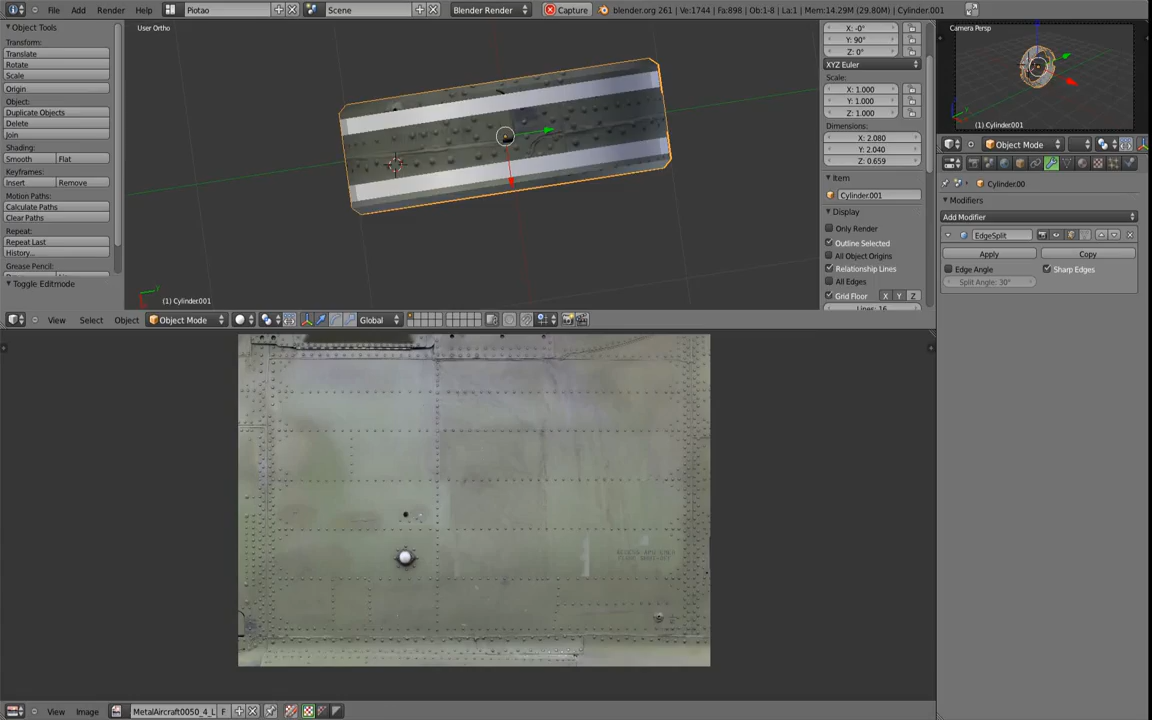 File Add Render Help Piotao Scene Blender Render Capture blender.org 261 | Ve:1744 | Fa:898 | Ob:1-8 | La:1 | Mem:14.29M (29.80M) | Cylinder.001
Object Tools
Transform:
Translate
Rotate
Scale
Origin
Object:
Duplicate Objects
Delete
Join
Shading:
Smooth Flat
Keyframes:
Insert Remove
Motion Paths:
Calculate Paths
Clear Paths
Repeat:
Repeat Last
History...
Grease Pencil:
Toggle Editmode
User Ortho
(1) Cylinder.001
X: -0°
Y: 90°
Z: 0°
XYZ Euler
Scale:
X: 1.000
Y: 1.000
Z: 1.000
Dimensions:
X: 2.080
Y: 2.040
Z: 0.659
Item
Cylinder.001
Display
Only Render
Outline Selected
All Object Origins
Relationship Lines
All Edges
Grid Floor X Y Z
Lines: 16
Camera Persp
(1) Cylinder.001
Object Mode
Cylinder.00
Modifiers
Add Modifier
EdgeSplit
Apply Copy
Edge Angle Sharp Edges
Split Angle: 30°
View Select Object Object Mode Global
View Image MetalAircraft0050_4_L F